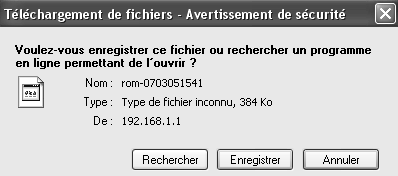 Téléchargement de fichiers - Avertissement de sécurité
Voulez-vous enregistrer ce fichier ou rechercher un programme
en ligne permettant de l'ouvrir ?
Nom : rom-0703051541
Type : Type de fichier inconnu, 384 Ko
De : 192.168.1.1
Rechercher Enregistrer Annuler